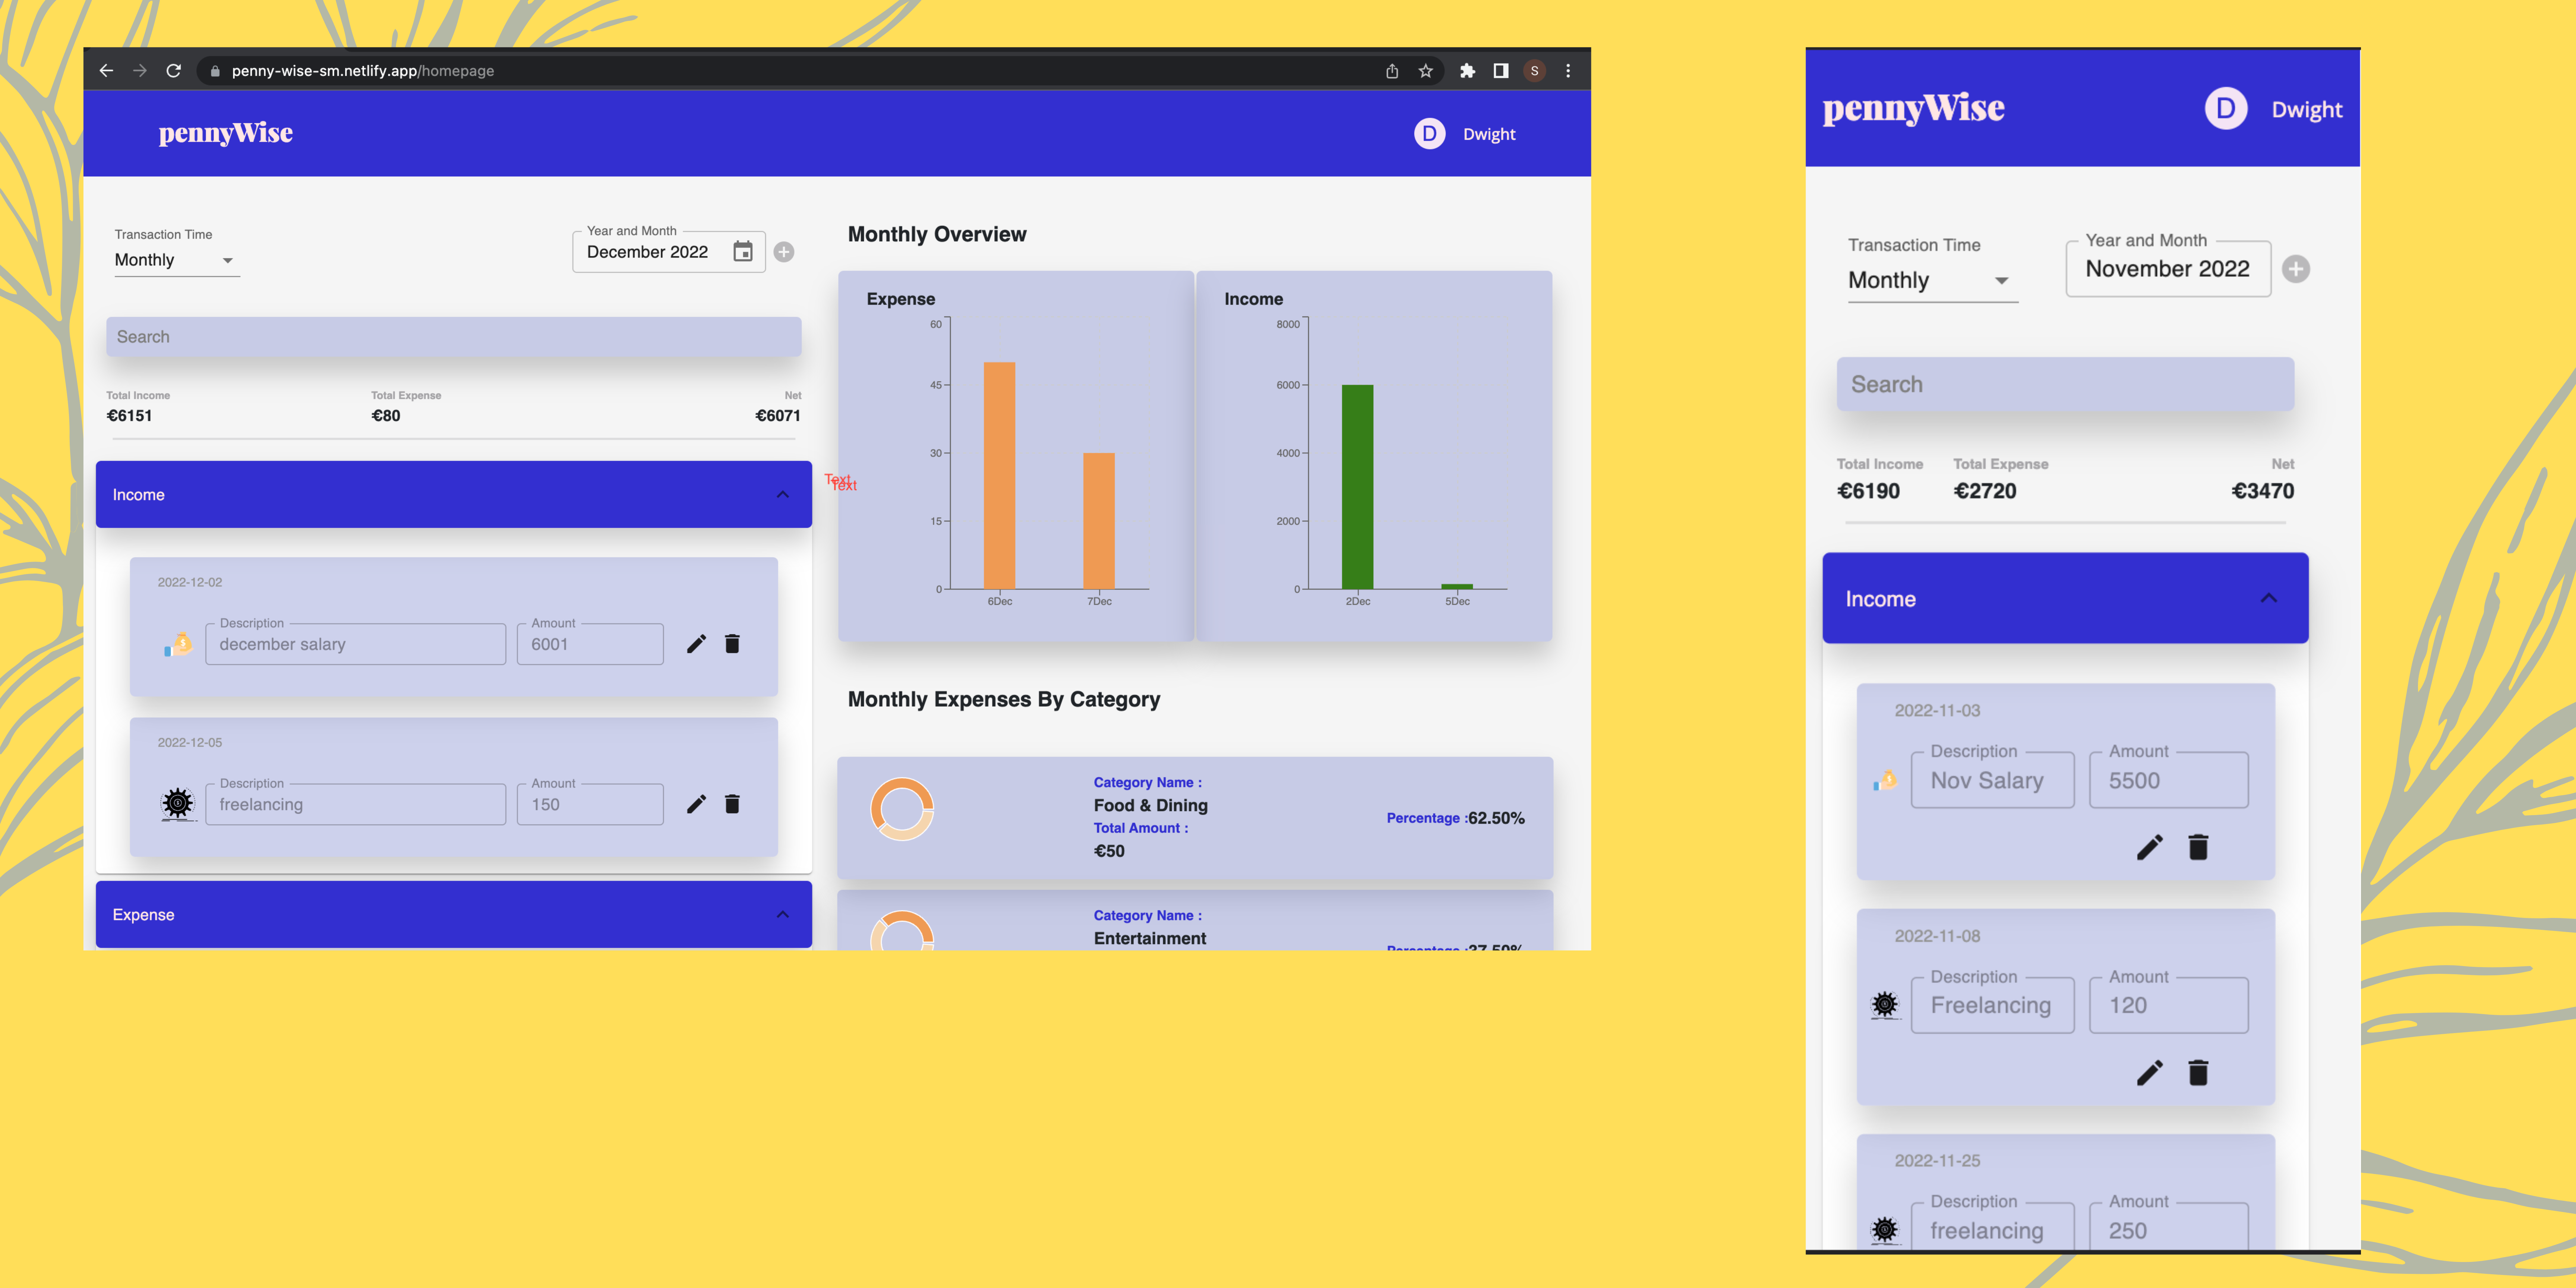 penny-wise-sm.netlify.app/homepage
S
pennyWise
D Dwight
Transaction Time
Monthly
Year and Month
December 2022
Search
Total Income Total Expense Net
€6151 €80 €6071
Income
2022-12-02
Description Amount
december salary 6001
2022-12-05
Description Amount
freelancing 150
Expense
Text
Text
Monthly Overview
Expense
60
45
30
15
0
6Dec 7Dec
Income
8000
6000
4000
2000
0
2Dec 5Dec
Monthly Expenses By Category
Category Name :
Food & Dining
Total Amount :
€50
Percentage :62.50%
Category Name :
Entertainment
Percentage :37.50%
pennyWise
D Dwight
Transaction Time
Monthly
Year and Month
November 2022
Search
Total Income Total Expense Net
€6190 €2720 €3470
Income
2022-11-03
Description Amount
Nov Salary 5500
2022-11-08
Description Amount
Freelancing 120
2022-11-25
Description Amount
freelancing 250